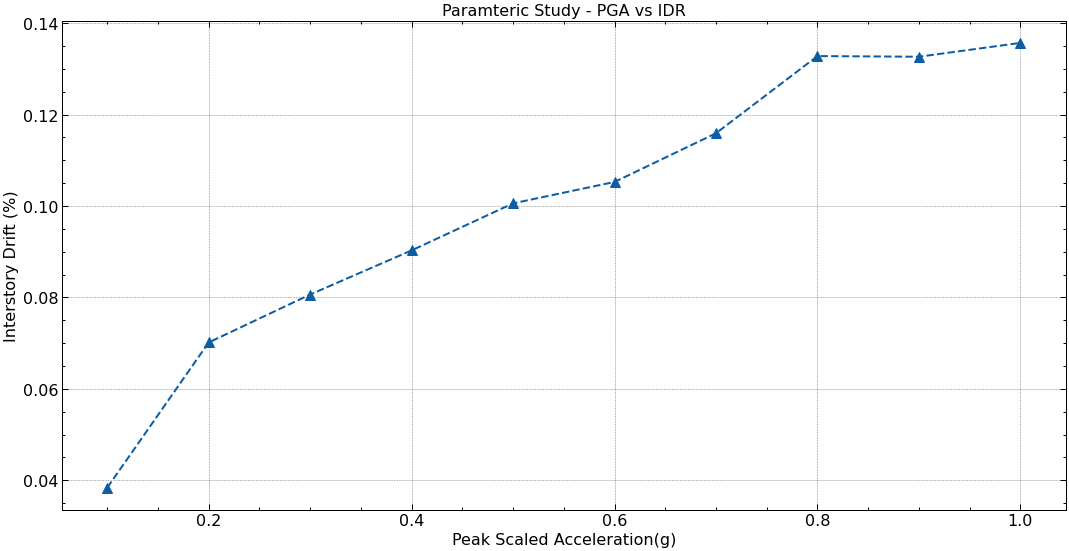 Paramteric Study - PGA vs IDR
0.14
0.12
0.10
0.08
0.06
0.04
Interstory Drift (%)
0.2 0.4 0.6 0.8 1.0
Peak Scaled Acceleration(g)